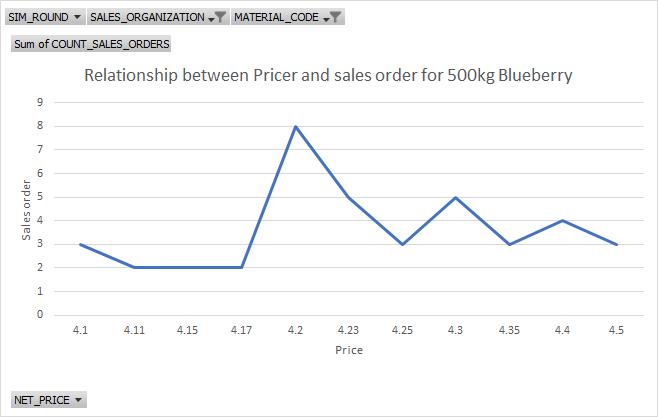 SIM_ROUND SALES_ORGANIZATION MATERIAL_CODE
Sum of COUNT_SALES_ORDERS
Relationship between Pricer and sales order for 500kg Blueberry
9
8
7
6
5
4
3
2
1
0
Sales order
4.1 4.11 4.15 4.17 4.2 4.23 4.25 4.3 4.35 4.4 4.5
Price
NET_PRICE